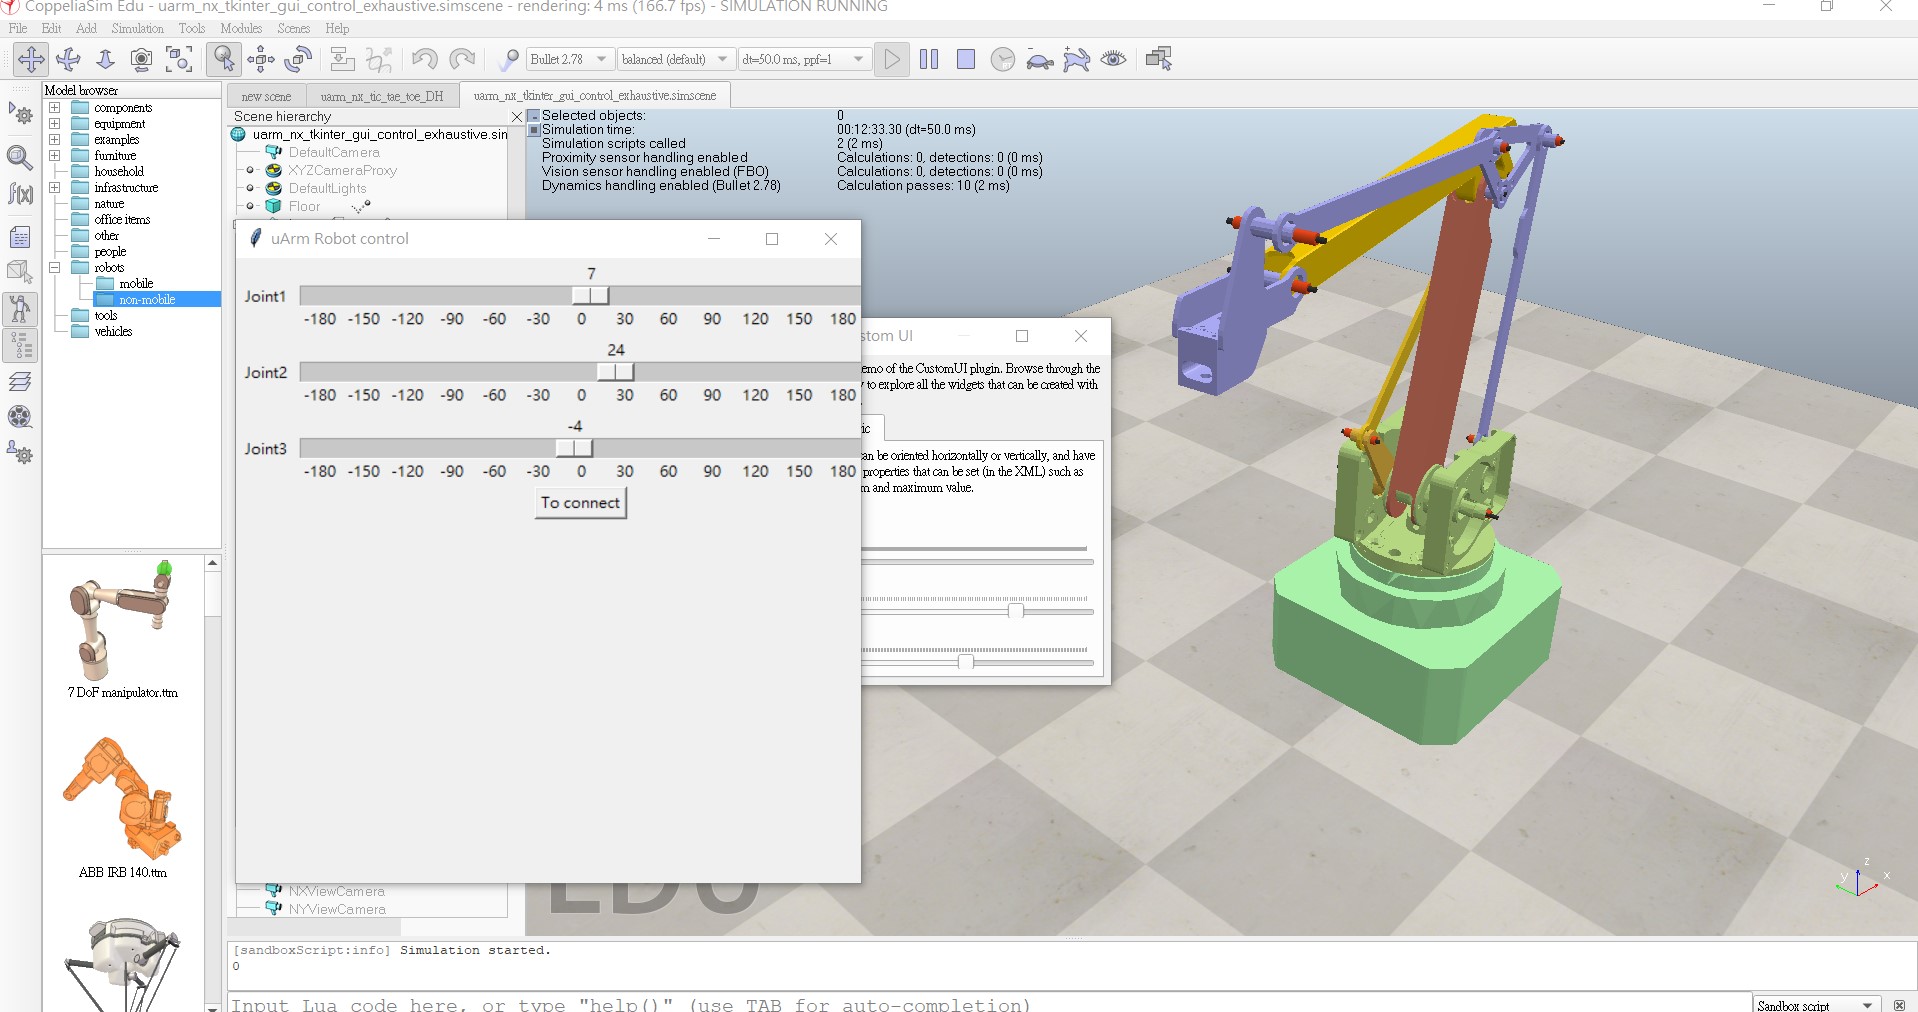 CoppeliaSim Edu - uarm_nx_tkinter_gui_control_exhaustive.simscene - rendering: 4 ms (166.7 fps) - SIMULATION RUNNING
File Edit Add Simulation Tools Modules Scenes Help
Bullet 2.78 balanced (default) dt=50.0 ms, ppf=1
Model browser
components
equipment
examples
furniture
household
infrastructure
nature
office items
other
people
robots
mobile
non-mobile
tools
vehicles
7 DoF manipulator.ttm
ABB IRB 140.ttm
new scene uarm_nx_tic_tae_toe_DH uarm_nx_tkinter_gui_control_exhaustive.simscene
Scene hierarchy
uarm_nx_tkinter_gui_control_exhaustive.sin
DefaultCamera
XYZCameraProxy
DefaultLights
Floor
NXViewCamera
NYViewCamera
Selected objects: 0
Simulation time: 00:12:33.30 (dt=50.0 ms)
Simulation scripts called 2 (2 ms)
Proximity sensor handling enabled Calculations: 0, detections: 0 (0 ms)
Vision sensor handling enabled (FBO) Calculations: 0, detections: 0 (0 ms)
Dynamics handling enabled (Bullet 2.78) Calculation passes: 10 (2 ms)
uArm Robot control
7
Joint1
-180 -150 -120 -90 -60 -30 0 30 60 90 120 150 180
24
Joint2
-180 -150 -120 -90 -60 -30 0 30 60 90 120 150 180
-4
Joint3
-180 -150 -120 -90 -60 -30 0 30 60 90 120 150 180
To connect
stom UI
emo of the CustomUI plugin. Browse through the
to explore all the widgets that can be created with
ic
can be oriented horizontally or vertically, and have
properties that can be set (in the XML) such as
m and maximum value.
EDU
z
y x
[sandboxScript:info] Simulation started.
0
Input Lua code here, or type "help()" (use TAB for auto-completion)
Sandbox script